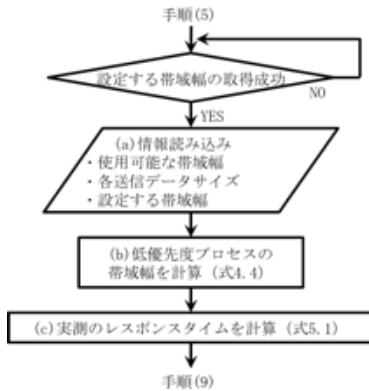 手順(5)
設定する帯域幅の取得成功
NO
YES
(a)情報読み込み
・使用可能な帯域幅
・各送信データサイズ
・設定する帯域幅
(b)低優先度プロセスの
帯域幅を計算（式4.4）
(c)実測のレスポンスタイムを計算（式5.1）
手順(9)